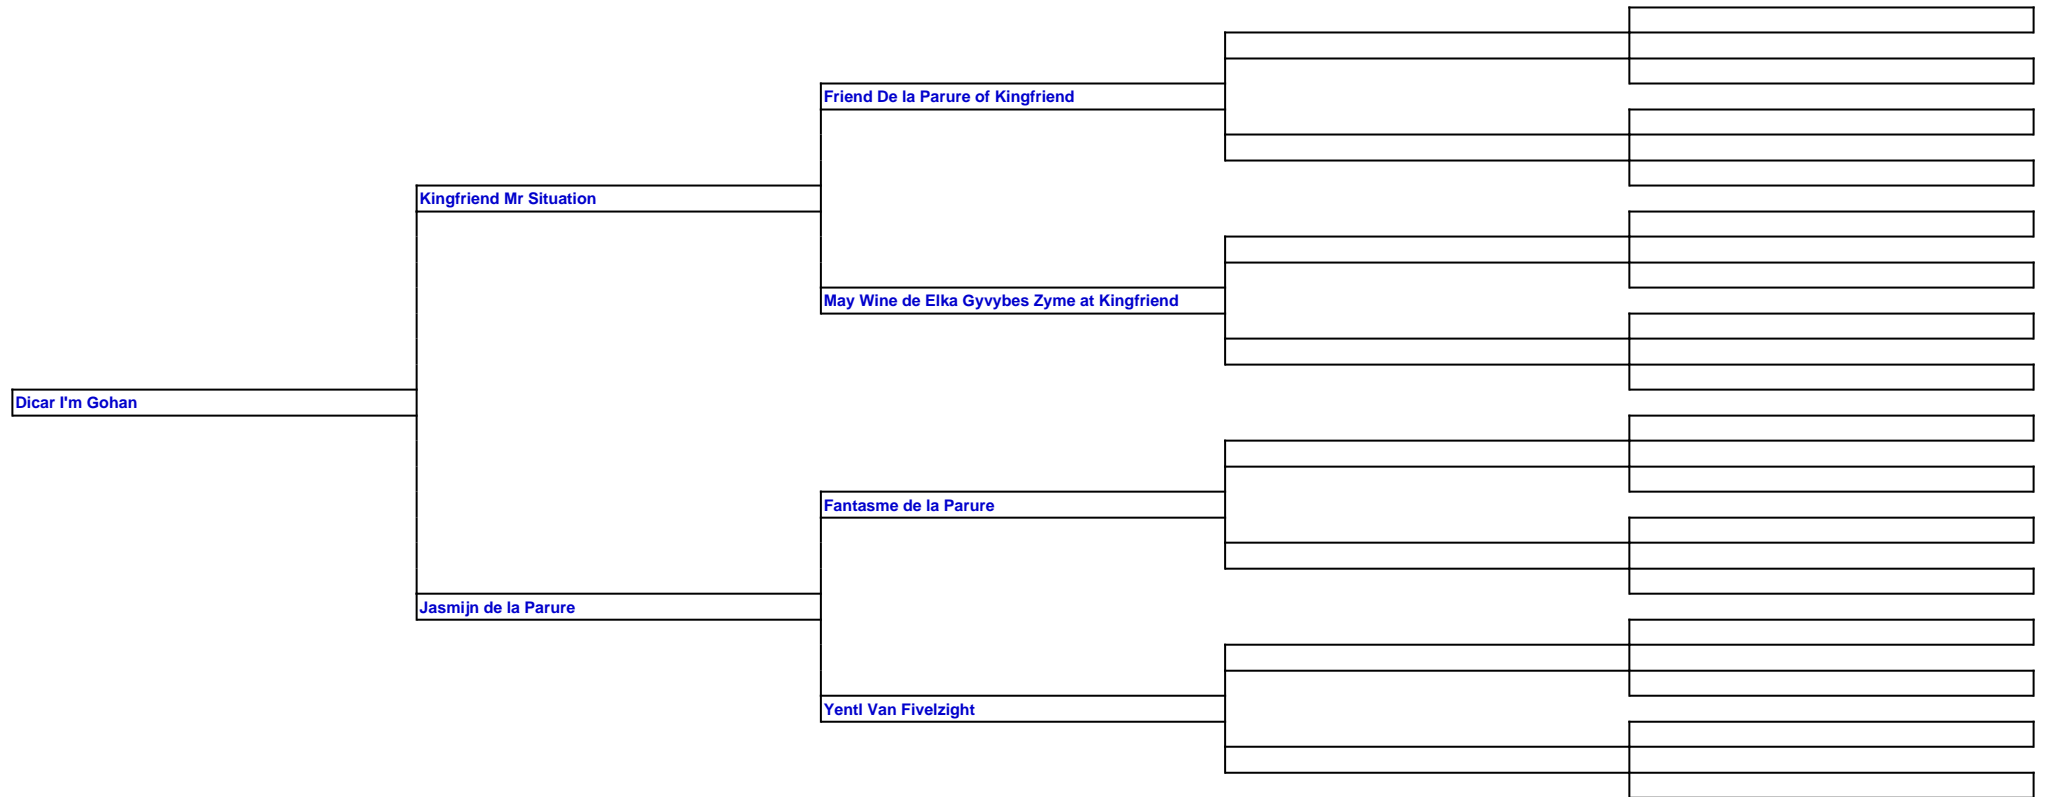 Friend De la Parure of Kingfriend
Kingfriend Mr Situation
May Wine de Elka Gyvybes Zyme at Kingfriend
Dicar I'm Gohan
Fantasme de la Parure
Jasmijn de la Parure
Yentl Van Fivelzight